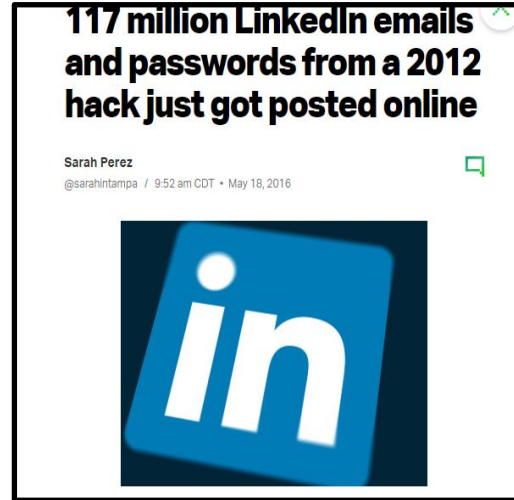 117 million LinkedIn emails
and passwords from a 2012
hack just got posted online
Sarah Perez
@sarahintampa / 9:52 am CDT • May 18, 2016
in